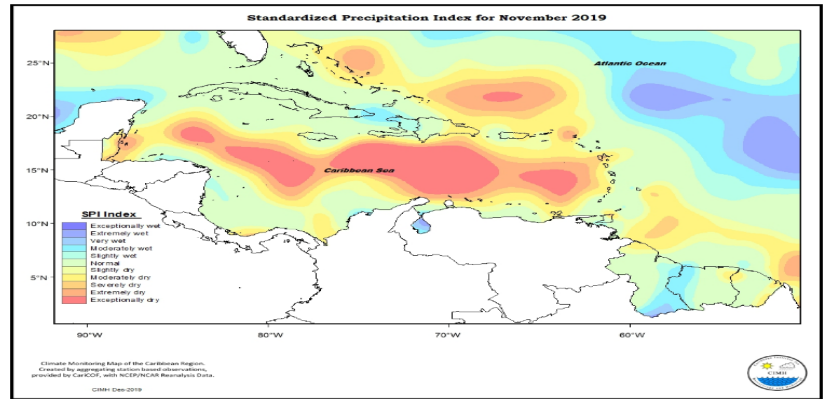 Standardized Precipitation Index for November 2019
25°N
20°N
15°N
10°N
5°N
Atlantic Ocean
Caribbean Sea
SPI Index
Exceptionally wet
Extremely wet
Very wet
Moderately wet
Slightly wet
Normal
Slightly dry
Moderately dry
Severely dry
Extremely dry
Exceptionally dry
90°W
80°W
70°W
60°W
Climate Monitoring Map of the Caribbean Region.
Created by aggregating station based observations,
provided by CariCOF, with NCEP/NCAR Reanalysis Data.
CIMH Dec-2019
CIMH